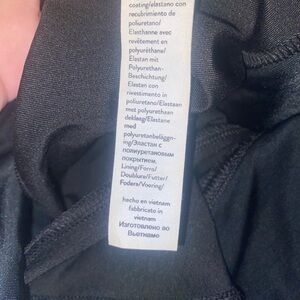 coating/elastano con
recubrimiento de
poliuretano/
Elasthanne avec
revêtement en
polyuréthane/
Elastan mit
Polyurethan-
Beschichtung/
Elastan con
rivestimento in
poliuretano/Elastaan
met polyurethaan
deklaag/Elastane
med
polyuretanbeläggn-
ing/Эластан с
полиуретановым
покрытием.
Lining/Forro/
Doublure/Futter/
Fodera/Voering/
hecho en vietnam
fabbricato in
vietnam
Изготовлено во
Вьетнаме